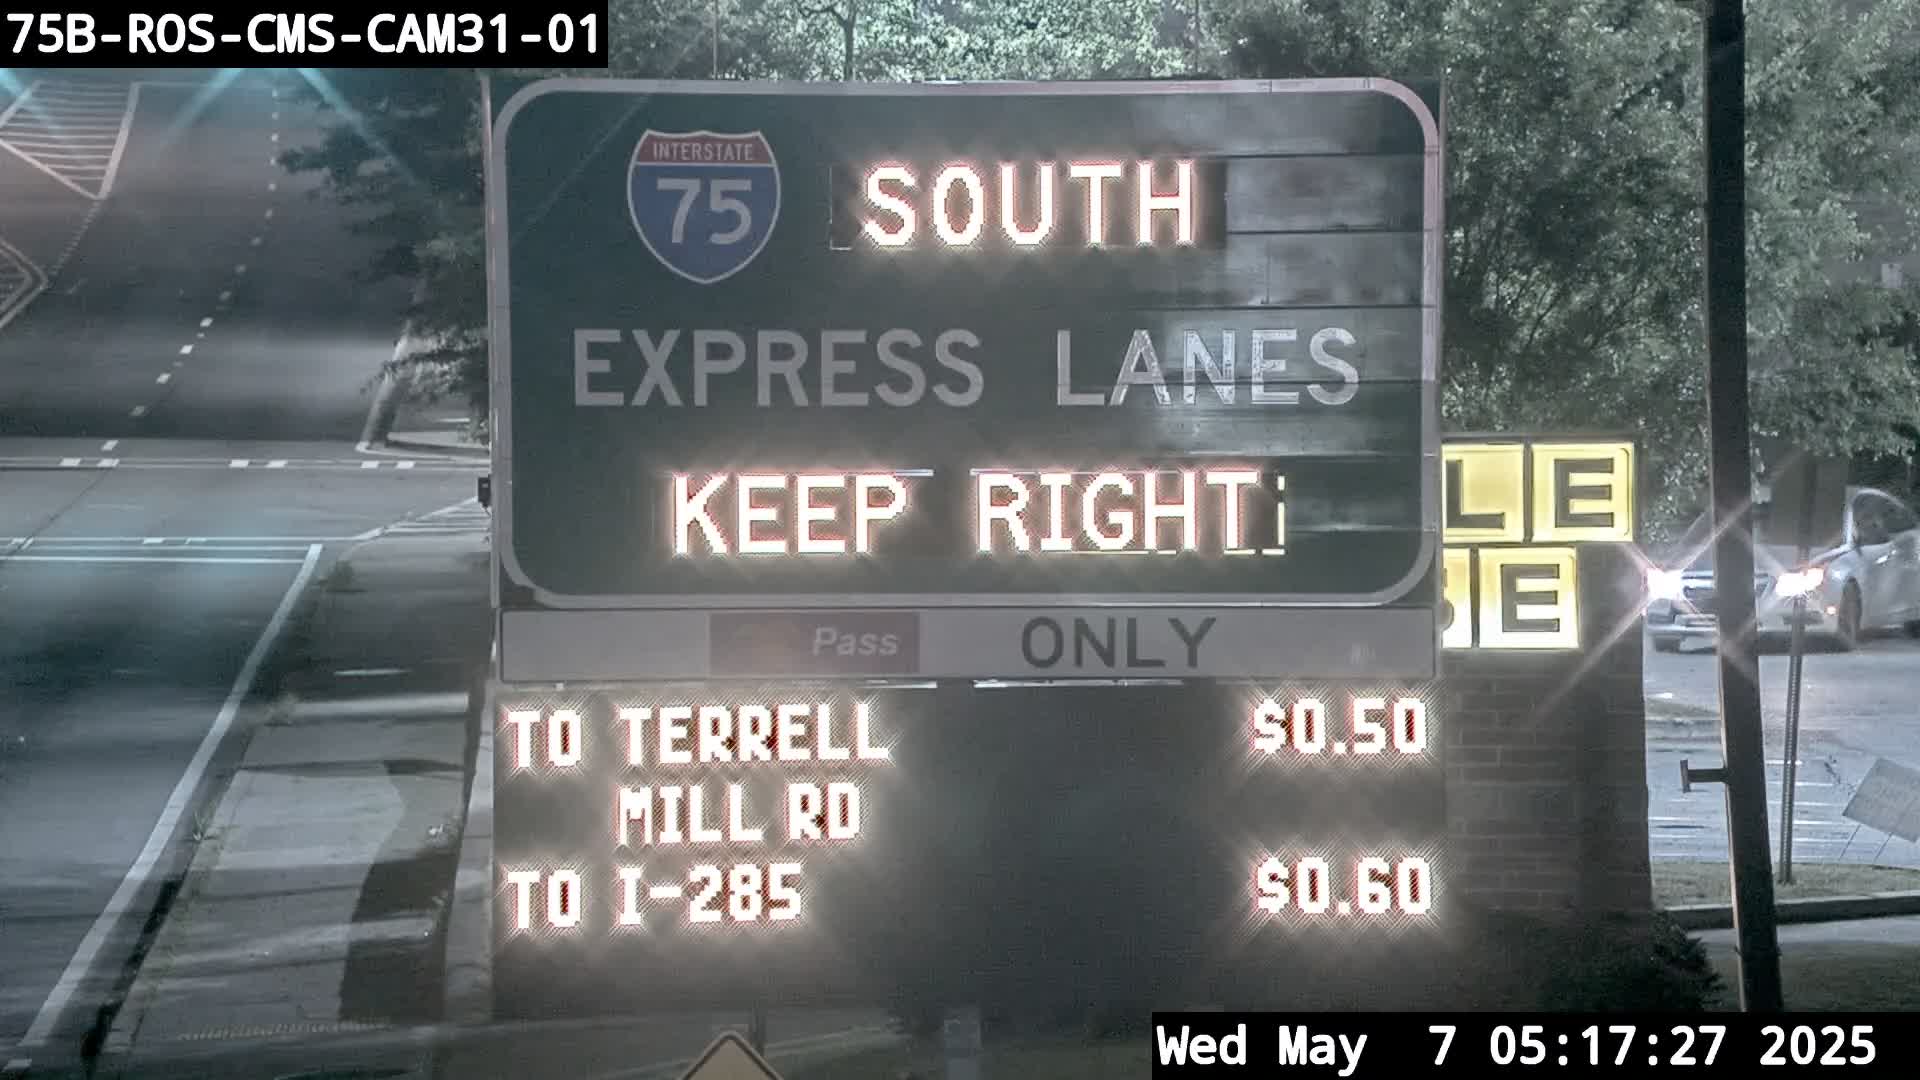 75B-ROS-CMS-CAM31-01
INTERSTATE
75
SOUTH
EXPRESS LANES
KEEP RIGHT
Pass ONLY
TO TERRELL $0.50
MILL RD
TO I-285 $0.60
LE
E
Wed May 7 05:17:27 2025